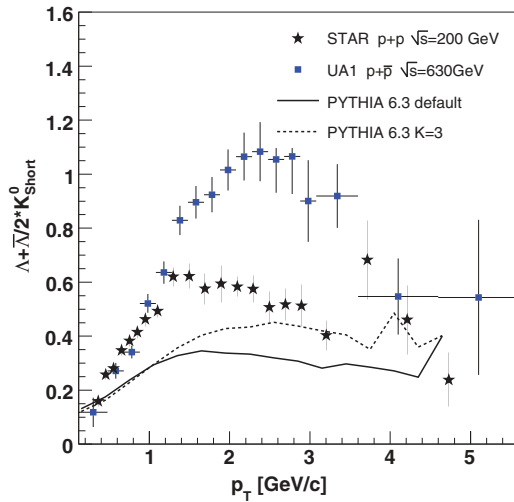 STAR p+p √s=200 GeV
UA1 p+p̄ √s=630GeV
PYTHIA 6.3 default
PYTHIA 6.3 K=3
Λ+Λ̄/2*K⁰Short
1.6
1.4
1.2
1
0.8
0.6
0.4
0.2
0
1 2 3 4 5
pT [GeV/c]